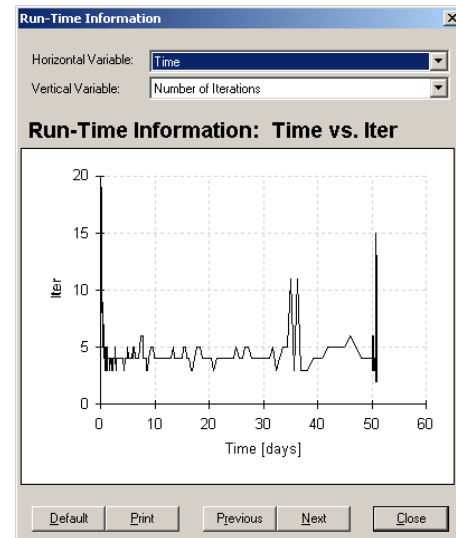 Run-Time Information
Horizontal Variable: Time
Vertical Variable: Number of Iterations
Run-Time Information: Time vs. Iter
20
15
10
5
0
Iter
0 10 20 30 40 50 60
Time [days]
Default Print Previous Next Close